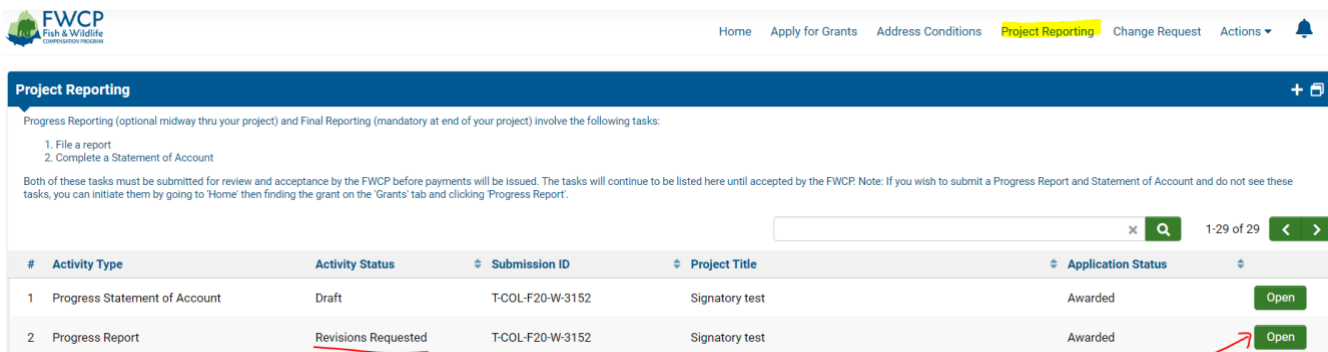 FWCP
Fish & Wildlife
COMPENSATION PROGRAM
Home Apply for Grants Address Conditions Project Reporting Change Request Actions
Project Reporting
Progress Reporting (optional midway thru your project) and Final Reporting (mandatory at end of your project) involve the following tasks:
1. File a report
2. Complete a Statement of Account
Both of these tasks must be submitted for review and acceptance by the FWCP before payments will be issued. The tasks will continue to be listed here until accepted by the FWCP. Note: If you wish to submit a Progress Report and Statement of Account and do not see these
tasks, you can initiate them by going to 'Home' then finding the grant on the 'Grants' tab and clicking 'Progress Report'.
1-29 of 29
# Activity Type Activity Status Submission ID Project Title Application Status
1 Progress Statement of Account Draft T-COL-F20-W-3152 Signatory test Awarded Open
2 Progress Report Revisions Requested T-COL-F20-W-3152 Signatory test Awarded Open